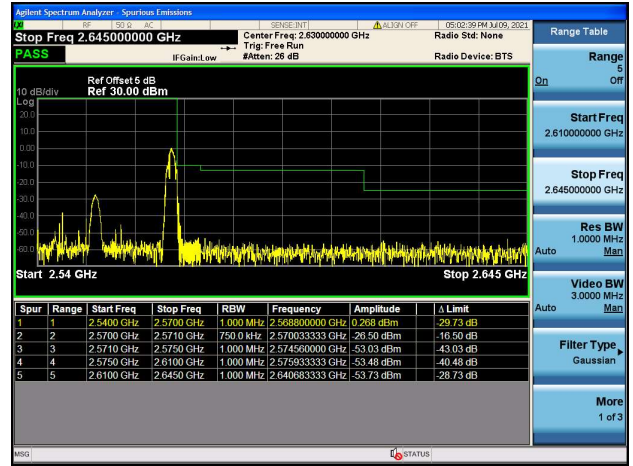 Agilent Spectrum Analyzer - Spurious Emissions
RF 50 Ω AC SENSE:INT ALIGN OFF 05:02:39 PM Jul 09, 2021
Stop Freq 2.645000000 GHz
Center Freq: 2.630000000 GHz
Radio Std: None
Trig: Free Run
PASS
IFGain:Low
#Atten: 26 dB
Radio Device: BTS
Ref Offset 5 dB
10 dB/div Ref 30.00 dBm
Log
20.0
10.0
0.00
-10.0
-20.0
-30.0
-40.0
-50.0
-60.0
Start 2.54 GHz Stop 2.645 GHz
Spur Range Start Freq Stop Freq RBW Frequency Amplitude Δ Limit
1 1 2.5400 GHz 2.5700 GHz 1.000 MHz 2.568800000 GHz 0.268 dBm -29.73 dB
2 2 2.5700 GHz 2.5710 GHz 750.0 kHz 2.570033333 GHz -26.50 dBm -16.50 dB
3 3 2.5710 GHz 2.5750 GHz 1.000 MHz 2.574560000 GHz -53.03 dBm -43.03 dB
4 4 2.5750 GHz 2.6100 GHz 1.000 MHz 2.575933333 GHz -53.48 dBm -40.48 dB
5 5 2.6100 GHz 2.6450 GHz 1.000 MHz 2.640683333 GHz -53.73 dBm -28.73 dB
MSG STATUS
Range Table
Range
5
On Off
Start Freq
2.610000000 GHz
Stop Freq
2.645000000 GHz
Res BW
1.0000 MHz
Auto Man
Video BW
3.0000 MHz
Auto Man
Filter Type
Gaussian
More
1 of 3